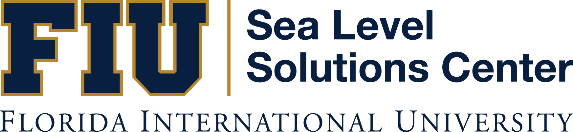 FIU
Sea Level
Solutions Center
FLORIDA INTERNATIONAL UNIVERSITY